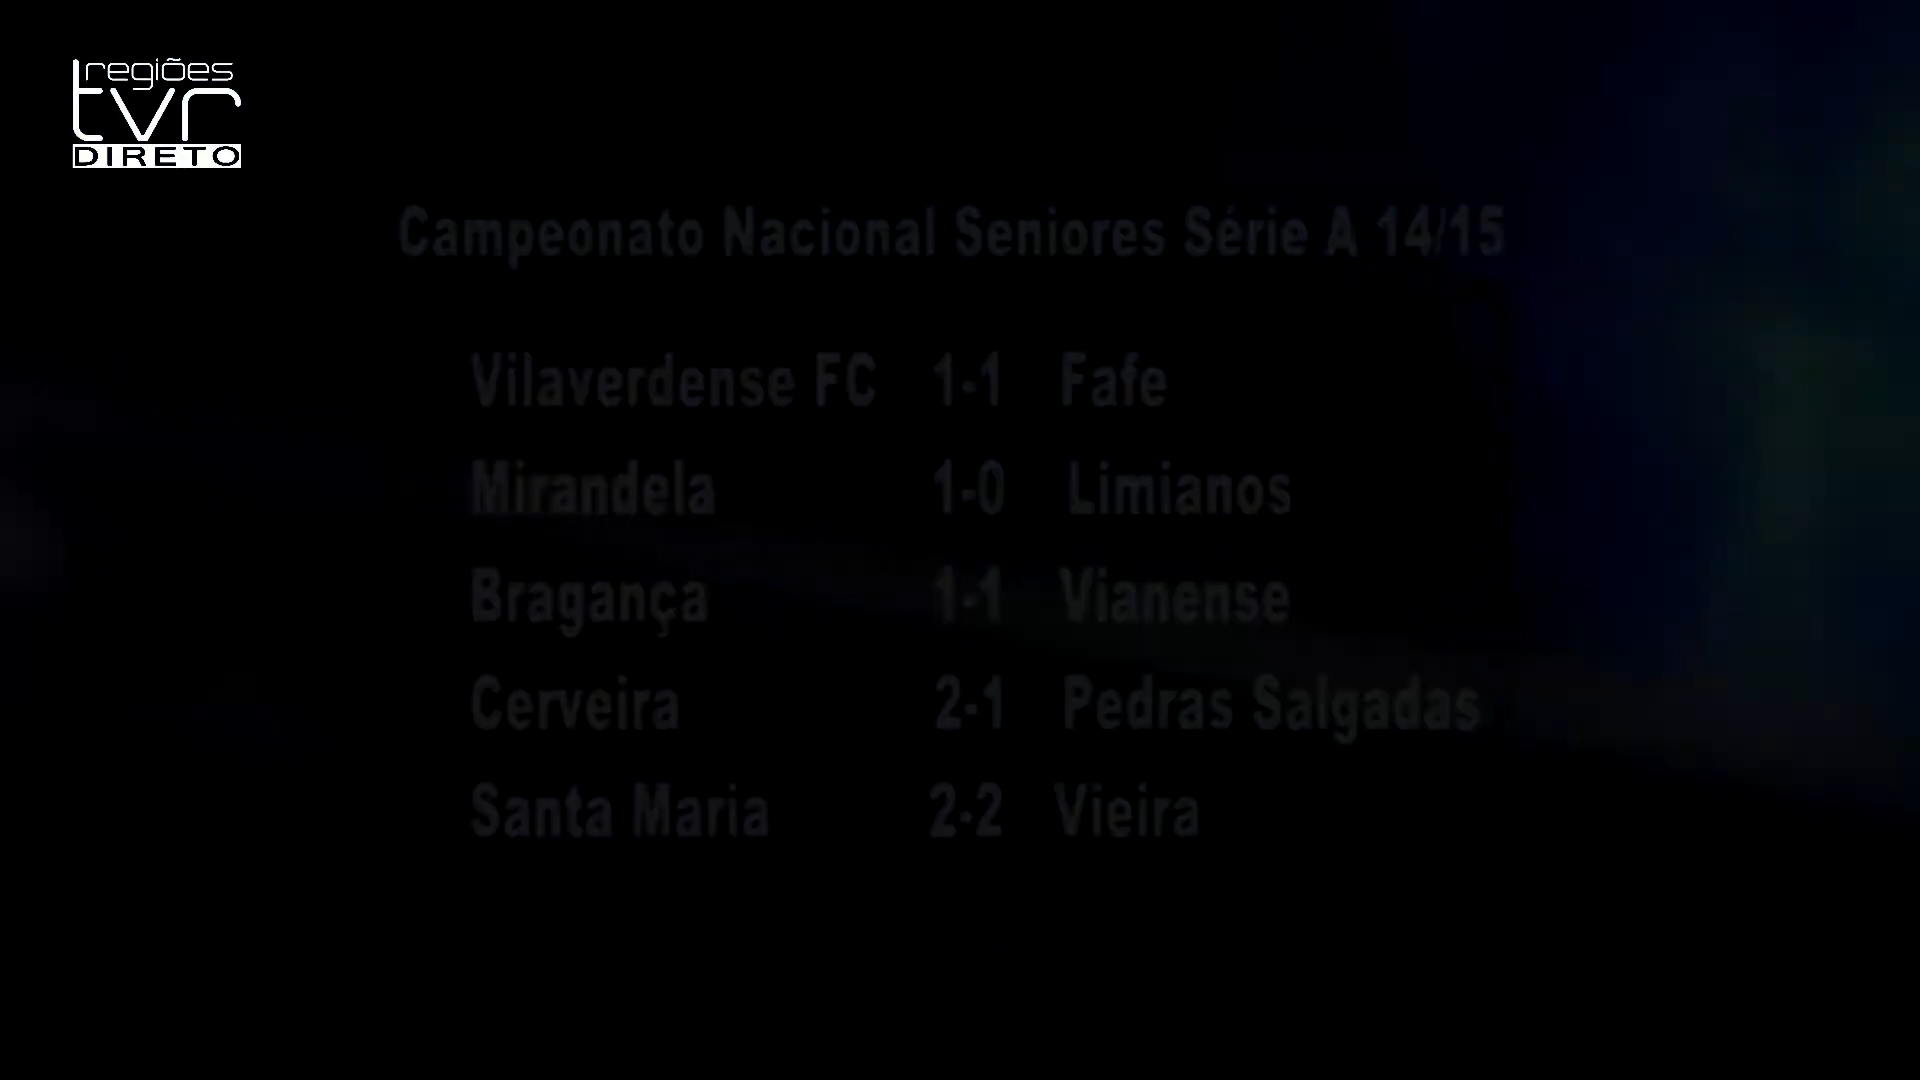 regiões
tvr
DIRETO
Campeonato Nacional Seniores Série A 14/15
Vilaverdense FC 1-1 Fafe
Mirandela 1-0 Limianos
Bragança 1-1 Vianense
Cerveira 2-1 Pedras Salgadas
Santa Maria 2-2 Vieira